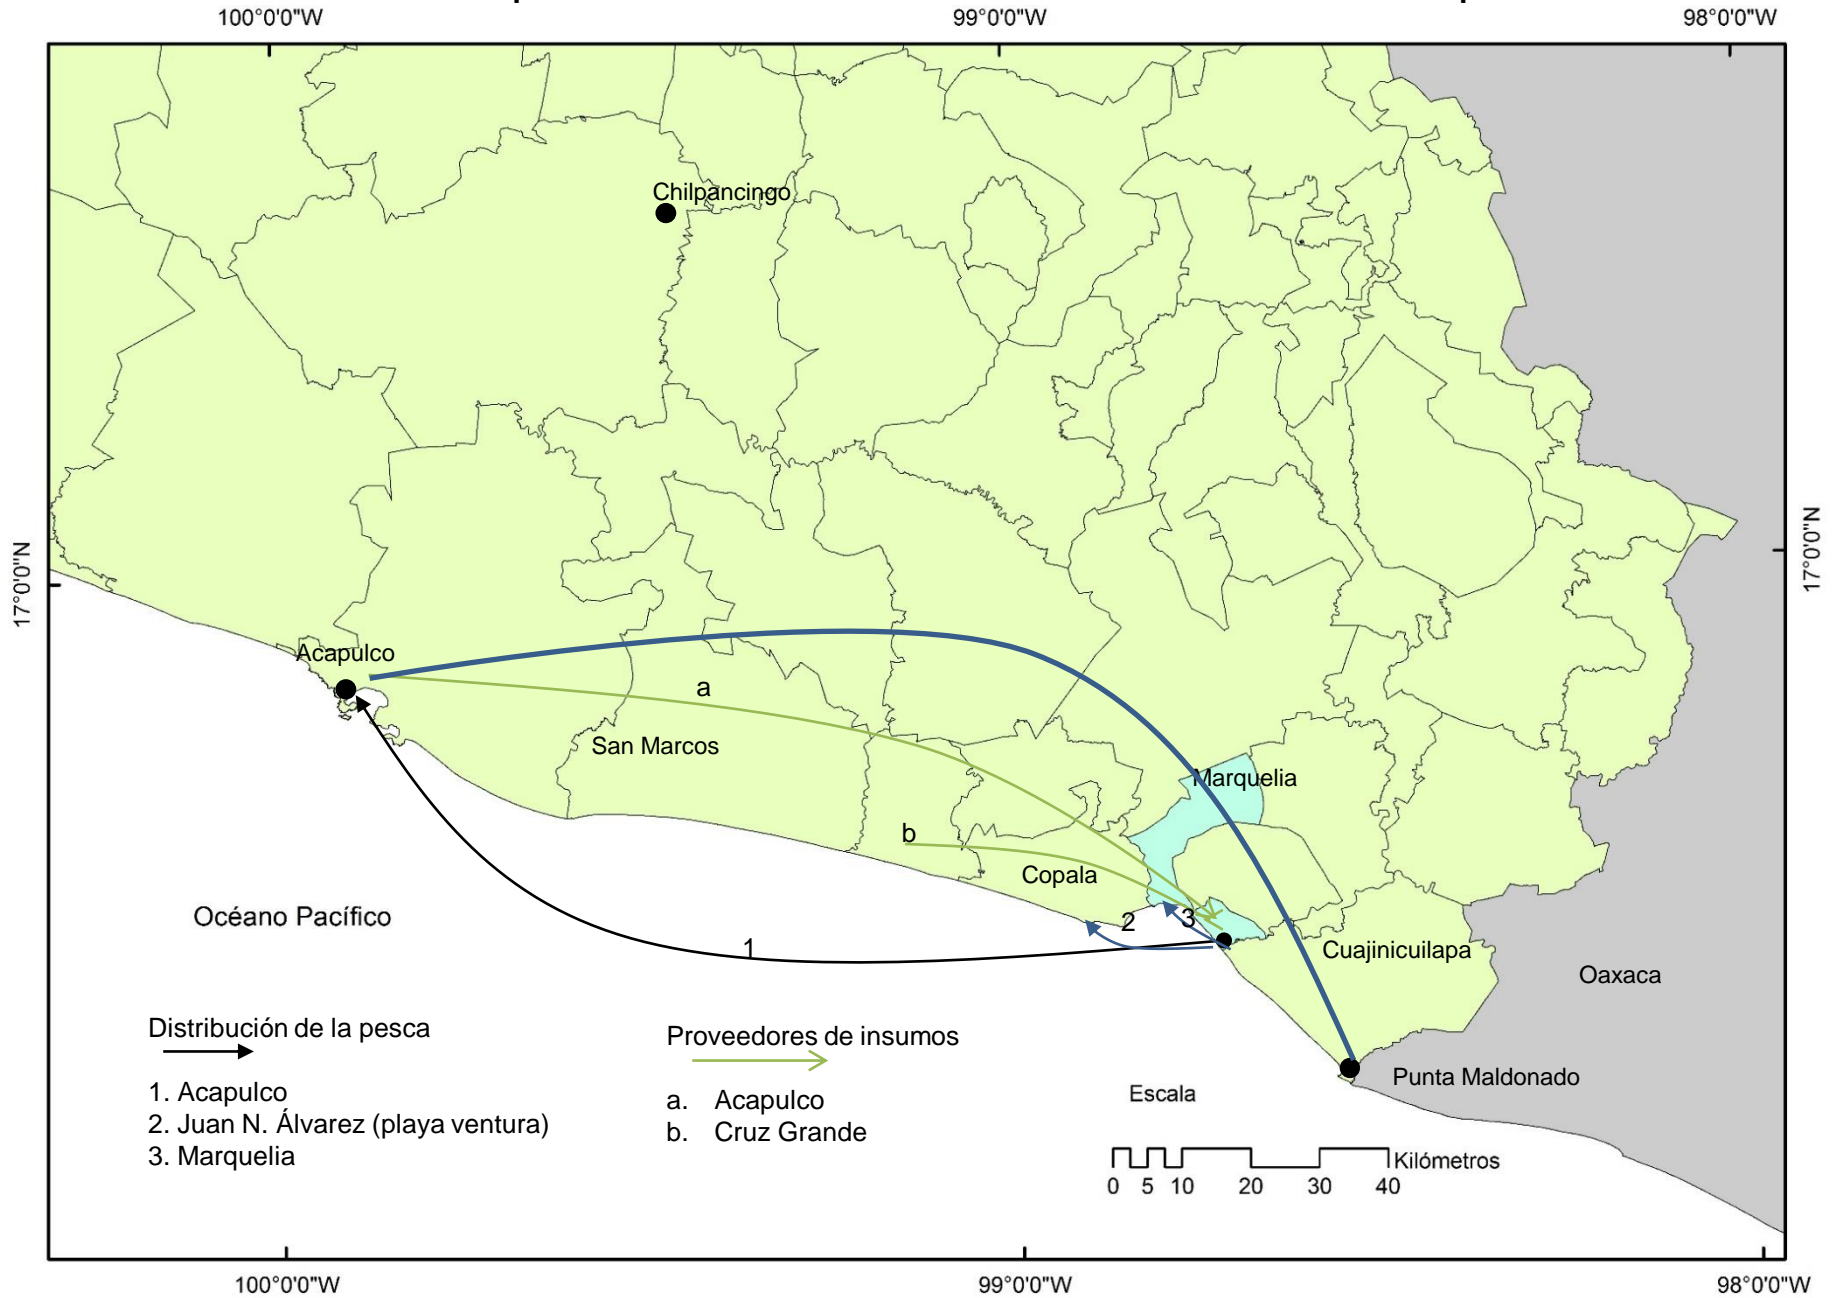 100°0'0"W
99°0'0"W
98°0'0"W
Chilpancingo
17°0'0"N
17°0'0"N
Acapulco
a
San Marcos
Marquelia
b
Copala
Océano Pacífico
2
3
1
Cuajinicuilapa
Oaxaca
Distribución de la pesca
1. Acapulco
2. Juan N. Álvarez (playa ventura)
3. Marquelia
Proveedores de insumos
a. Acapulco
b. Cruz Grande
Punta Maldonado
Escala
Kilómetros
0 5 10 20 30 40
100°0'0"W
99°0'0"W
98°0'0"W